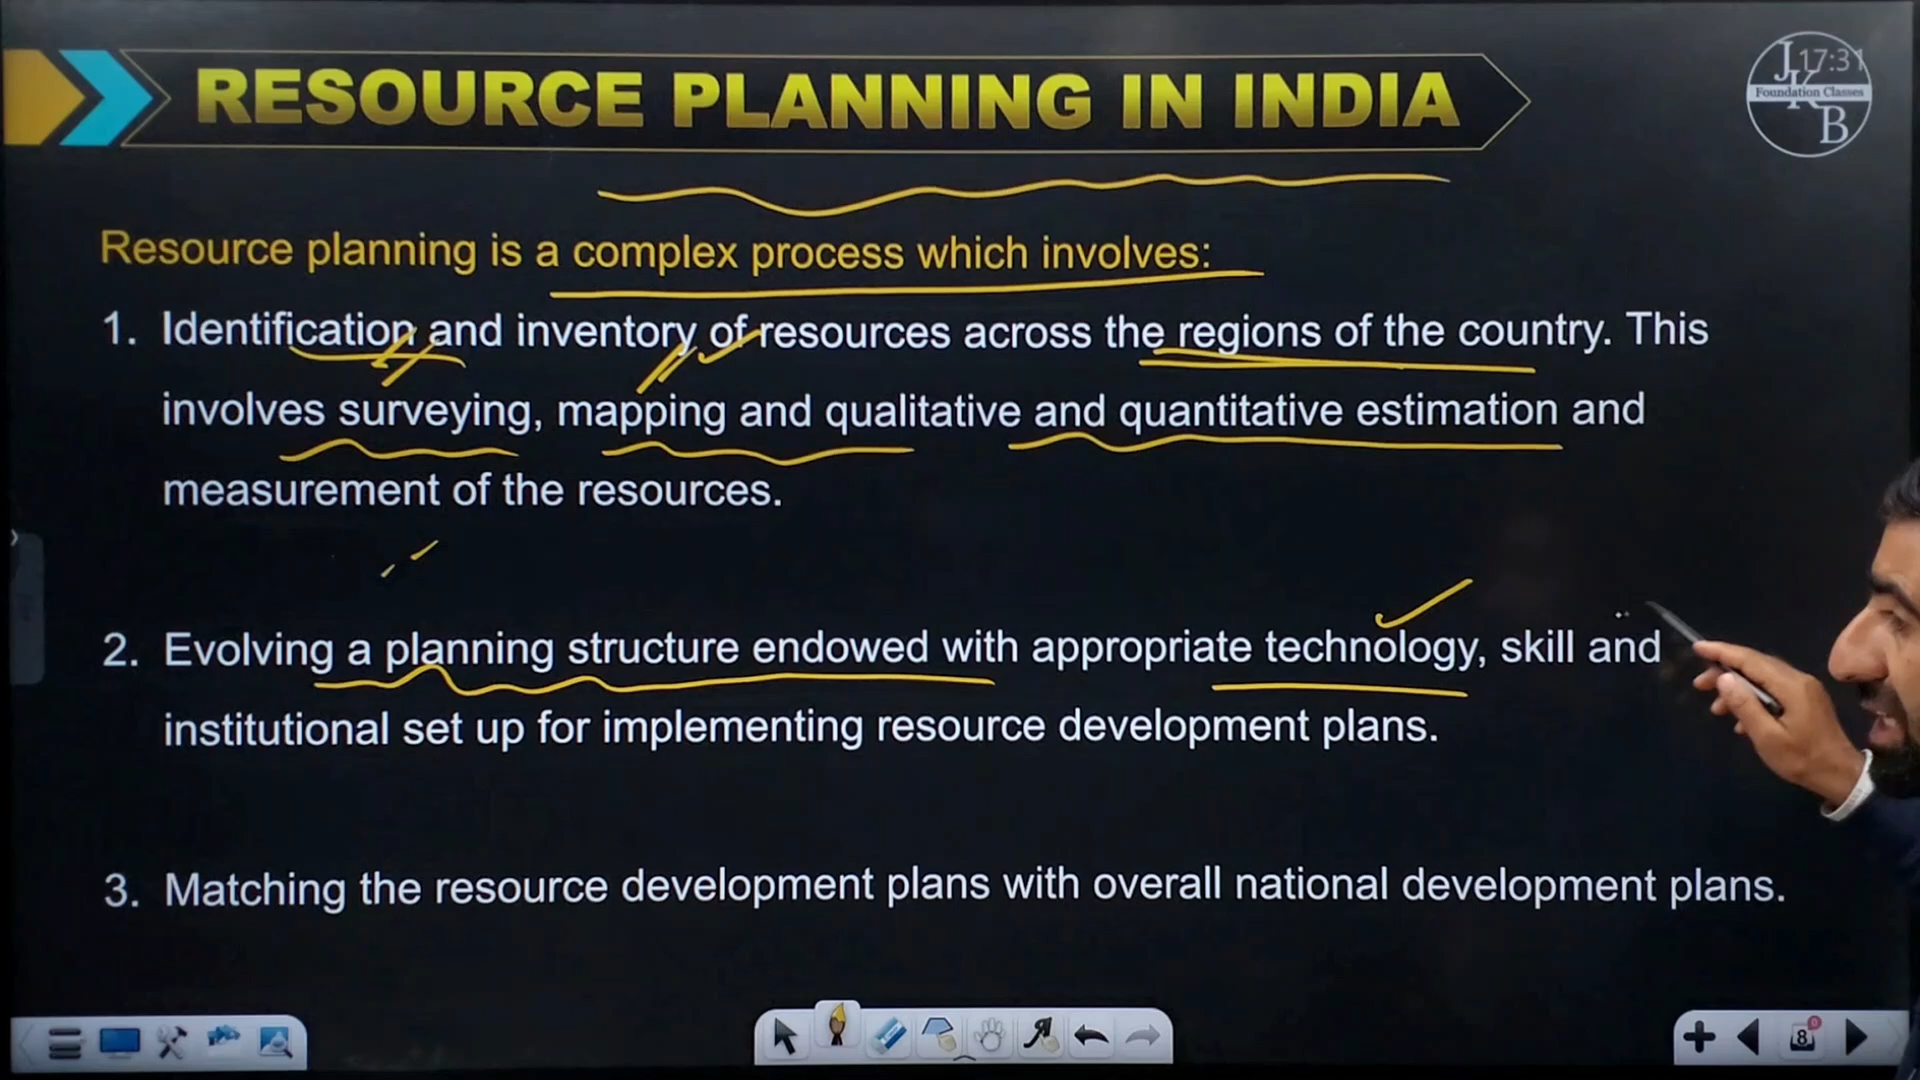 RESOURCE PLANNING IN INDIA
J 17:31
K
Foundation Classes
B
Resource planning is a complex process which involves:
1. Identification and inventory of resources across the regions of the country. This
involves surveying, mapping and qualitative and quantitative estimation and
measurement of the resources.
2. Evolving a planning structure endowed with appropriate technology, skill and
institutional set up for implementing resource development plans.
3. Matching the resource development plans with overall national development plans.
8
0